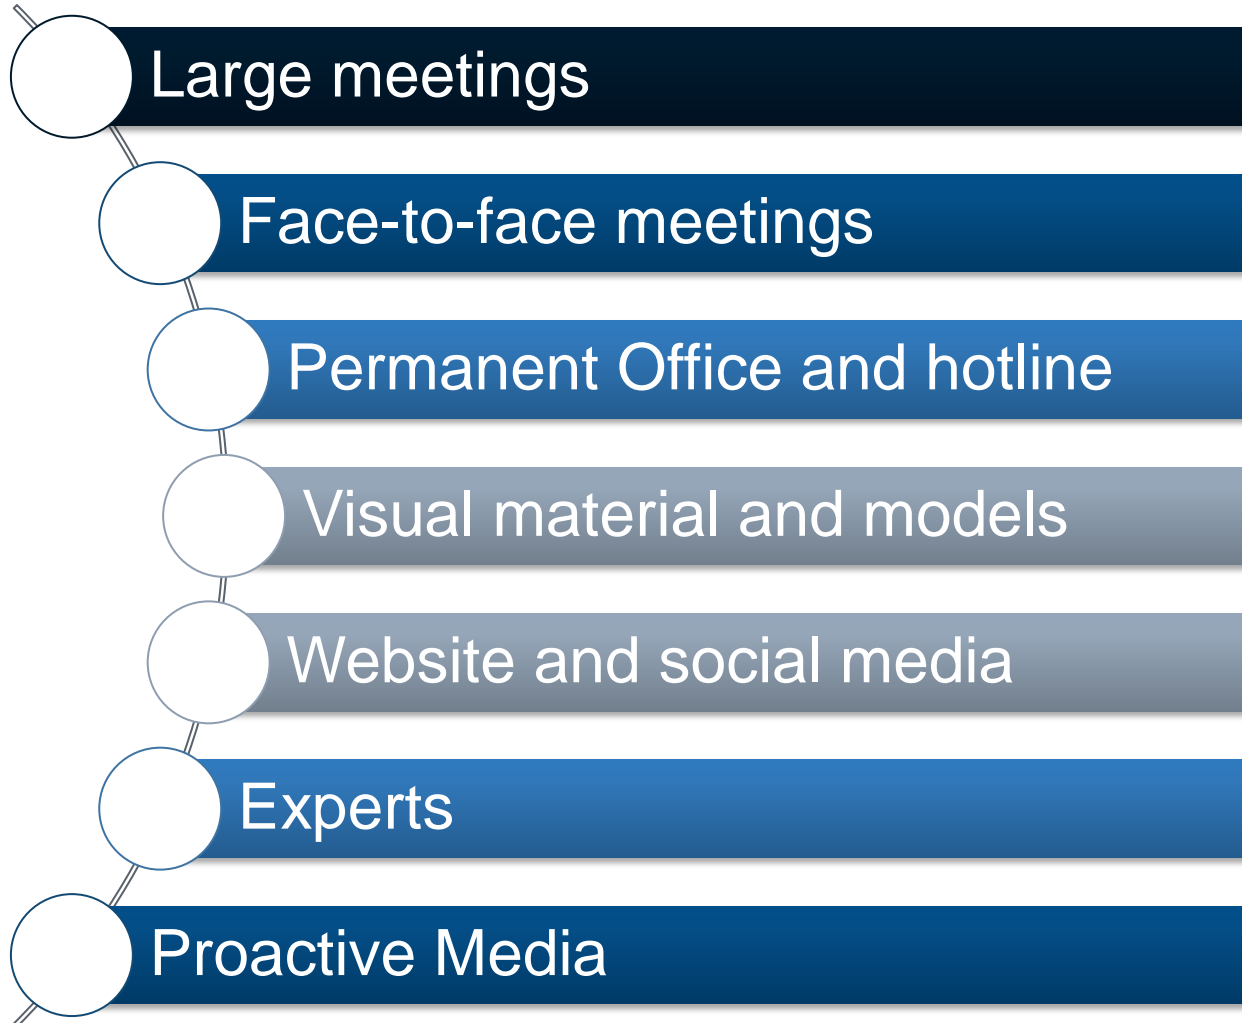 Large meetings
Face-to-face meetings
Permanent Office and hotline
Visual material and models
Website and social media
Experts
Proactive Media